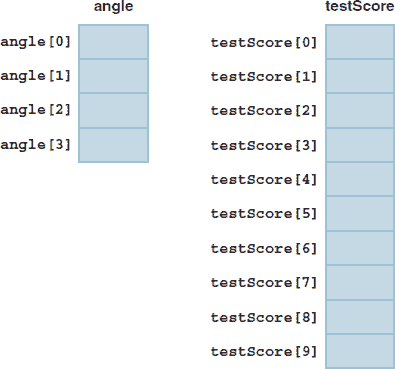 angle
angle[0]
angle[1]
angle[2]
angle[3]
testScore
testScore[0]
testScore[1]
testScore[2]
testScore[3]
testScore[4]
testScore[5]
testScore[6]
testScore[7]
testScore[8]
testScore[9]